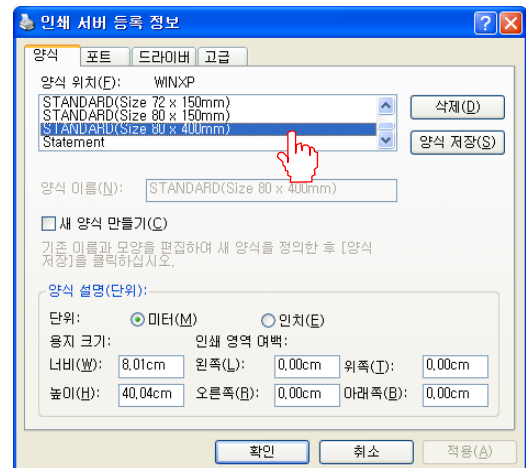 인쇄 서버 등록 정보
양식 포트 드라이버 고급
양식 위치(F): WINXP
STANDARD(Size 72 x 150mm)
STANDARD(Size 80 x 150mm)
STANDARD(Size 80 x 400mm)
Statement
삭제(D)
양식 저장(S)
양식 이름(N): STANDARD(Size 80 x 400mm)
새 양식 만들기(C)
기존 이름과 모양을 편집하여 새 양식을 정의한 후 [양식
저장]을 클릭하십시오.
양식 설명(단위):
단위: 미터(M) 인치(E)
용지 크기: 인쇄 영역 여백:
너비(W): 8,01cm 왼쪽(L): 0,00cm 위쪽(T): 0,00cm
높이(H): 40,04cm 오른쪽(R): 0,00cm 아래쪽(B): 0,00cm
확인 취소 적용(A)